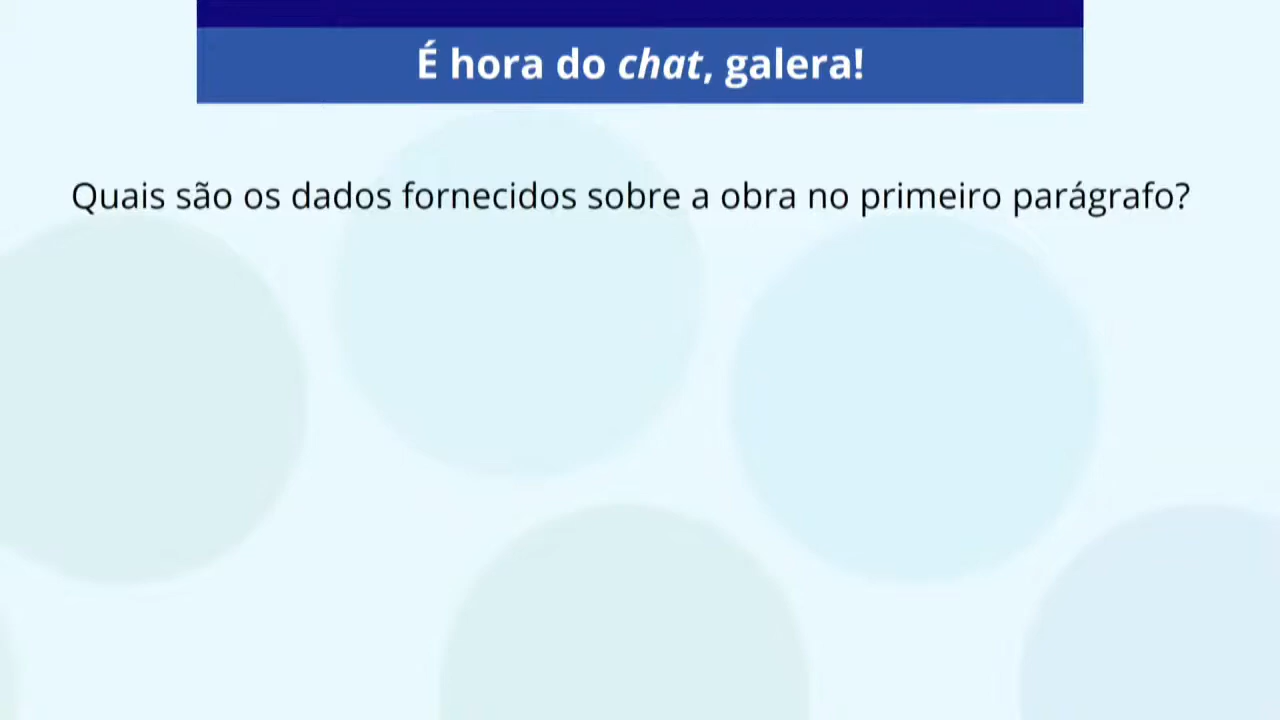 É hora do chat, galera!
Quais são os dados fornecidos sobre a obra no primeiro parágrafo?